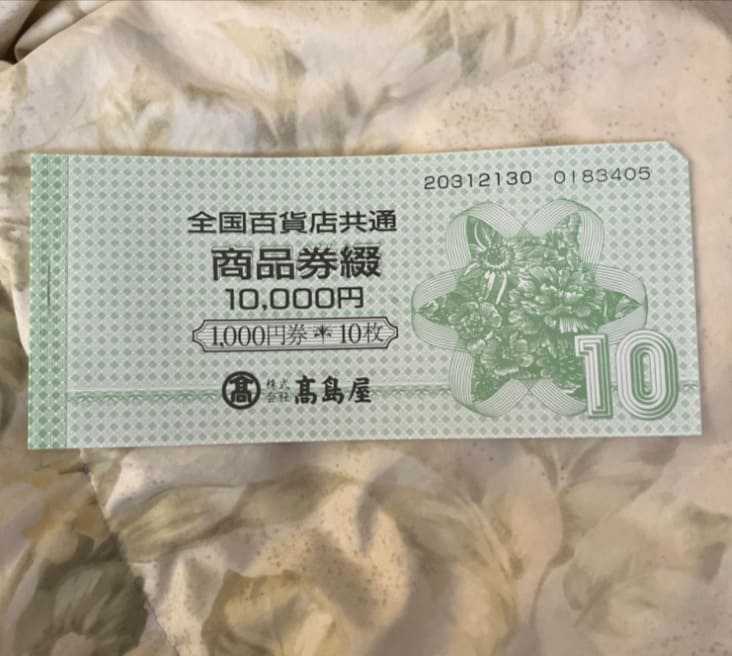 20312130 0183405
全国百貨店共通
商品券綴
10,000円
1,000円券*10枚
髙 株式会社 髙島屋
10